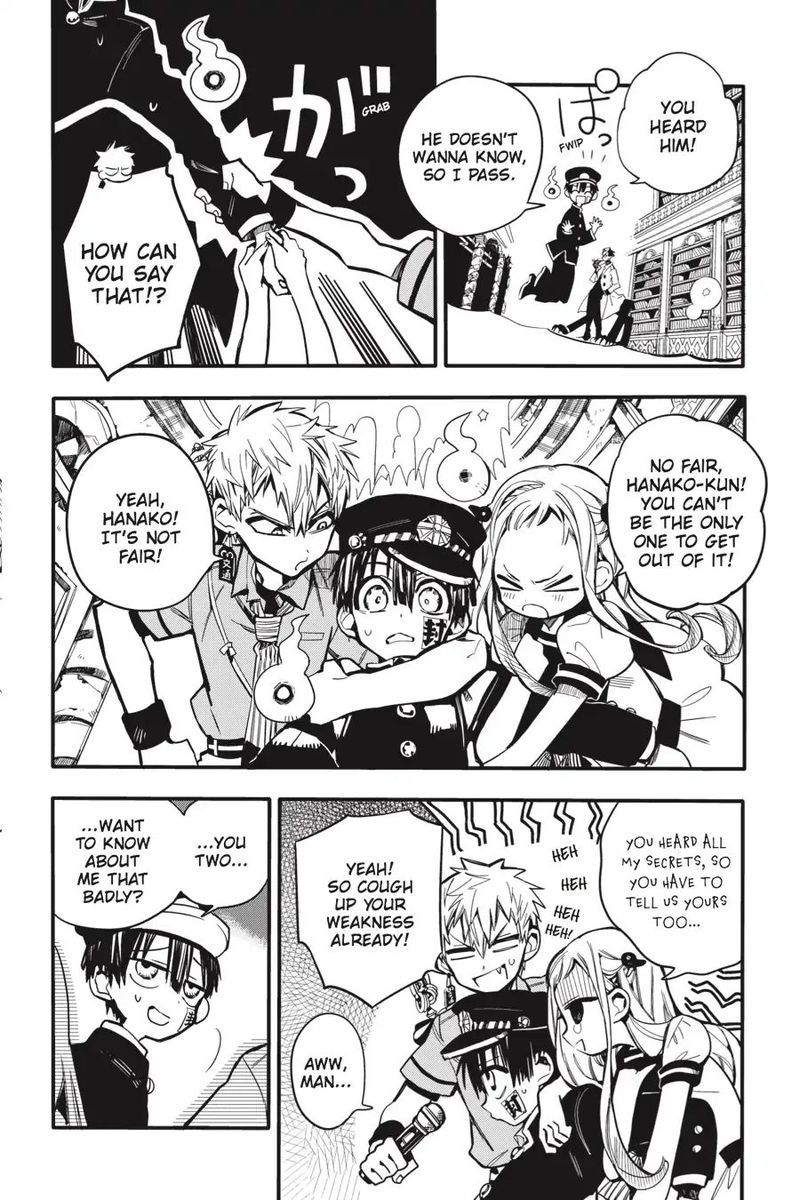 YOU
HEARD
HIM!
ぱっ
FWIP
HE DOESN'T
WANNA KNOW,
SO I PASS.
がっ
GRAB
HOW CAN
YOU SAY
THAT!?
NO FAIR,
HANAKO-KUN!
YOU CAN'T
BE THE ONLY
ONE TO GET
OUT OF IT!
YEAH,
HANAKO!
IT'S NOT
FAIR!
封
YOU HEARD ALL
MY SECRETS, SO
YOU HAVE TO
TELL US YOURS
TOO...
HEH
HEH
HEH
HEH!
YEAH!
SO COUGH
UP YOUR
WEAKNESS
ALREADY!
AWW,
MAN...
...YOU
TWO...
...WANT
TO KNOW
ABOUT
ME THAT
BADLY?